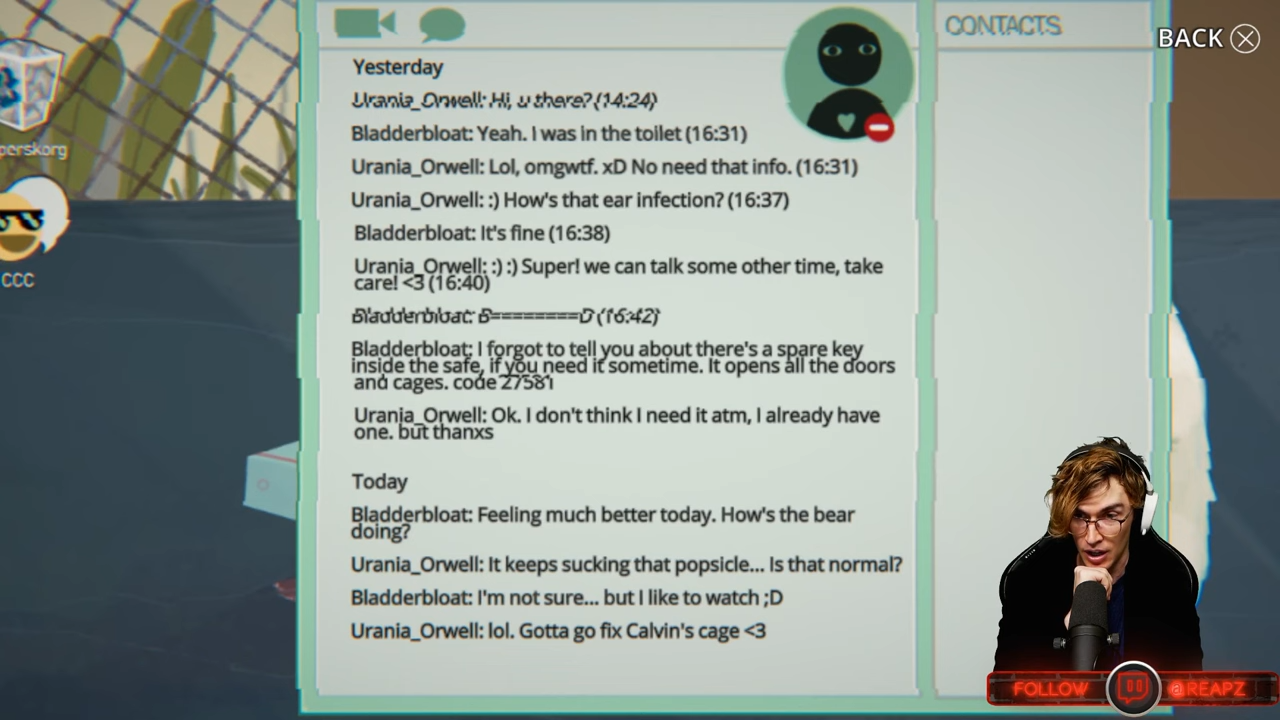 CONTACTS
BACK
Yesterday
Urania_Orwell: Hi, u there? (14:24)
Bladderbloat: Yeah. I was in the toilet (16:31)
Urania_Orwell: Lol, omgwtf. xD No need that info. (16:31)
Urania_Orwell: :) How's that ear infection? (16:37)
Bladderbloat: It's fine (16:38)
Urania_Orwell: :) :) Super! we can talk some other time, take
care! <3 (16:40)
Bladderbloat: B========D (16:42)
Bladderbloat: I forgot to tell you about there's a spare key
inside the safe, if you need it sometime. It opens all the doors
and cages. code 27581
Urania_Orwell: Ok. I don't think I need it atm, I already have
one. but thanxs
Today
Bladderbloat: Feeling much better today. How's the bear
doing?
Urania_Orwell: It keeps sucking that popsicle... Is that normal?
Bladderbloat: I'm not sure... but I like to watch ;D
Urania_Orwell: lol. Gotta go fix Calvin's cage <3
perskorg
CCC
FOLLOW
@REAPZ